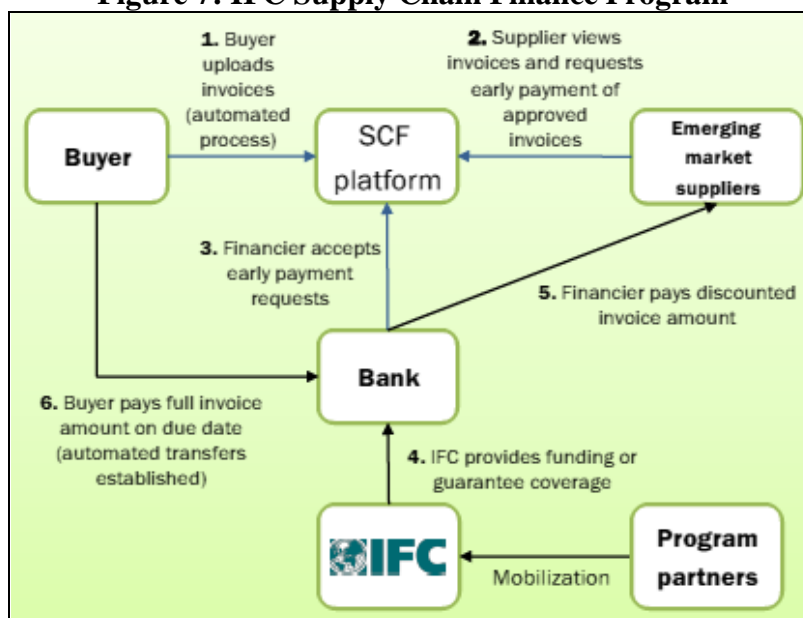 Figure 7: IFC Supply Chain Finance Program
1. Buyer
uploads
invoices
(automated
process)
2. Supplier views
invoices and requests
early payment of
approved
invoices
Buyer
SCF
platform
Emerging
market
suppliers
3. Financier accepts
early payment
requests
5. Financier pays discounted
invoice amount
Bank
6. Buyer pays full invoice
amount on due date
(automated transfers
established)
4. IFC provides funding or
guarantee coverage
IFC
Mobilization
Program
partners